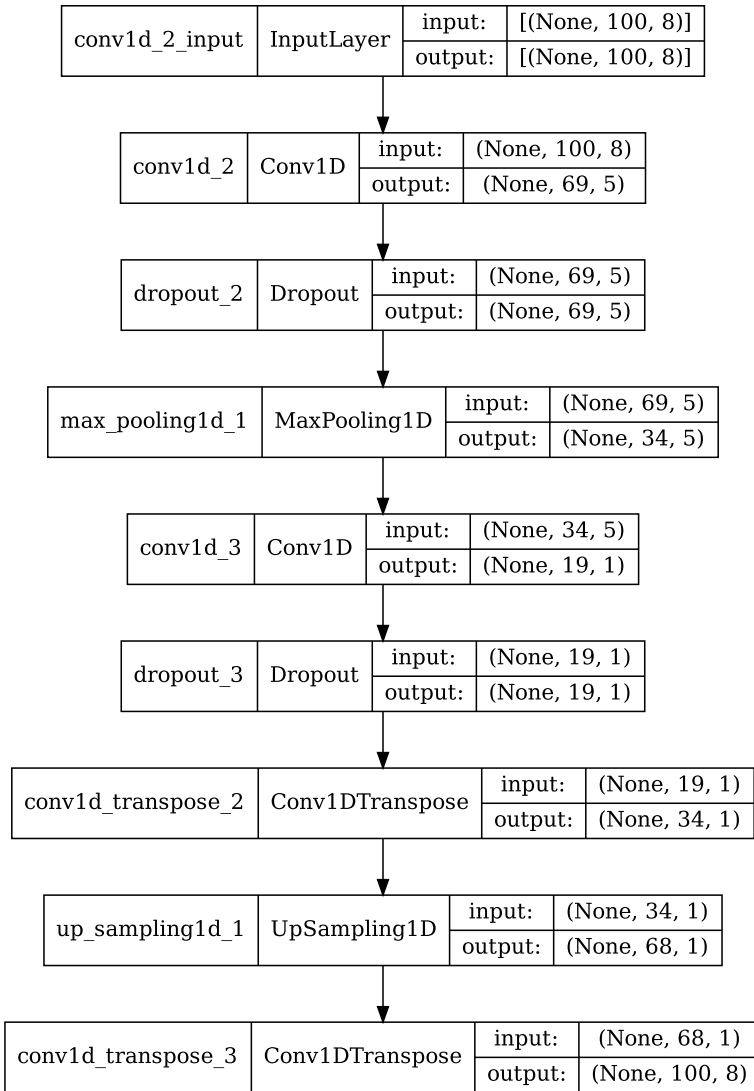 conv1d_2_input InputLayer input: [(None, 100, 8)]
output: [(None, 100, 8)]
conv1d_2 Conv1D input: (None, 100, 8)
output: (None, 69, 5)
dropout_2 Dropout input: (None, 69, 5)
output: (None, 69, 5)
max_pooling1d_1 MaxPooling1D input: (None, 69, 5)
output: (None, 34, 5)
conv1d_3 Conv1D input: (None, 34, 5)
output: (None, 19, 1)
dropout_3 Dropout input: (None, 19, 1)
output: (None, 19, 1)
conv1d_transpose_2 Conv1DTranspose input: (None, 19, 1)
output: (None, 34, 1)
up_sampling1d_1 UpSampling1D input: (None, 34, 1)
output: (None, 68, 1)
conv1d_transpose_3 Conv1DTranspose input: (None, 68, 1)
output: (None, 100, 8)